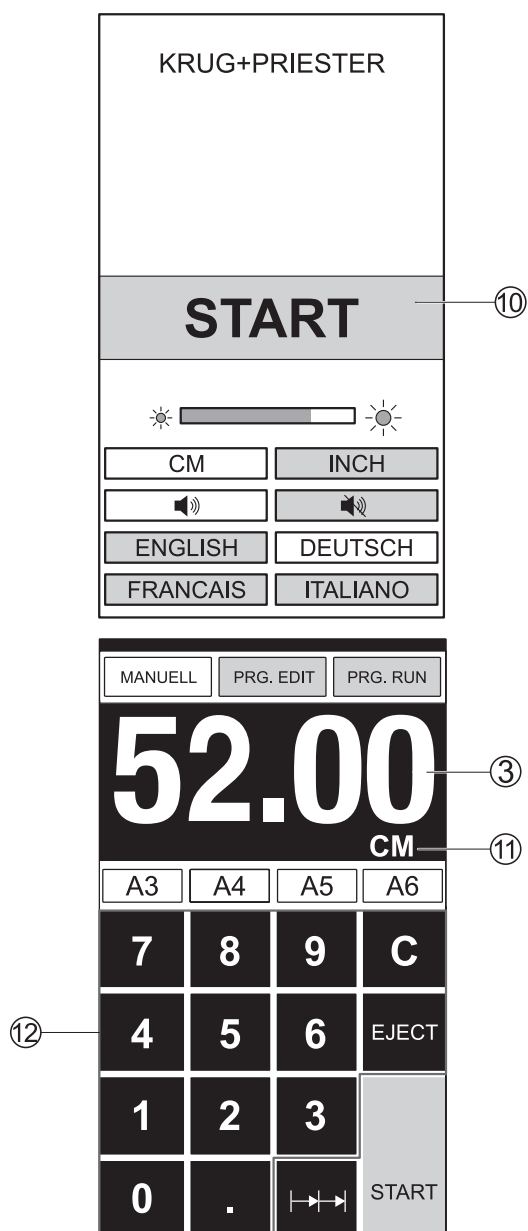 KRUG+PRIESTER
START
⑩
CM INCH
ENGLISH DEUTSCH
FRANCAIS ITALIANO
MANUELL PRG. EDIT PRG. RUN
52.00
③
CM
⑪
A3 A4 A5 A6
7 8 9 C
⑫
4 5 6 EJECT
1 2 3
0 . START